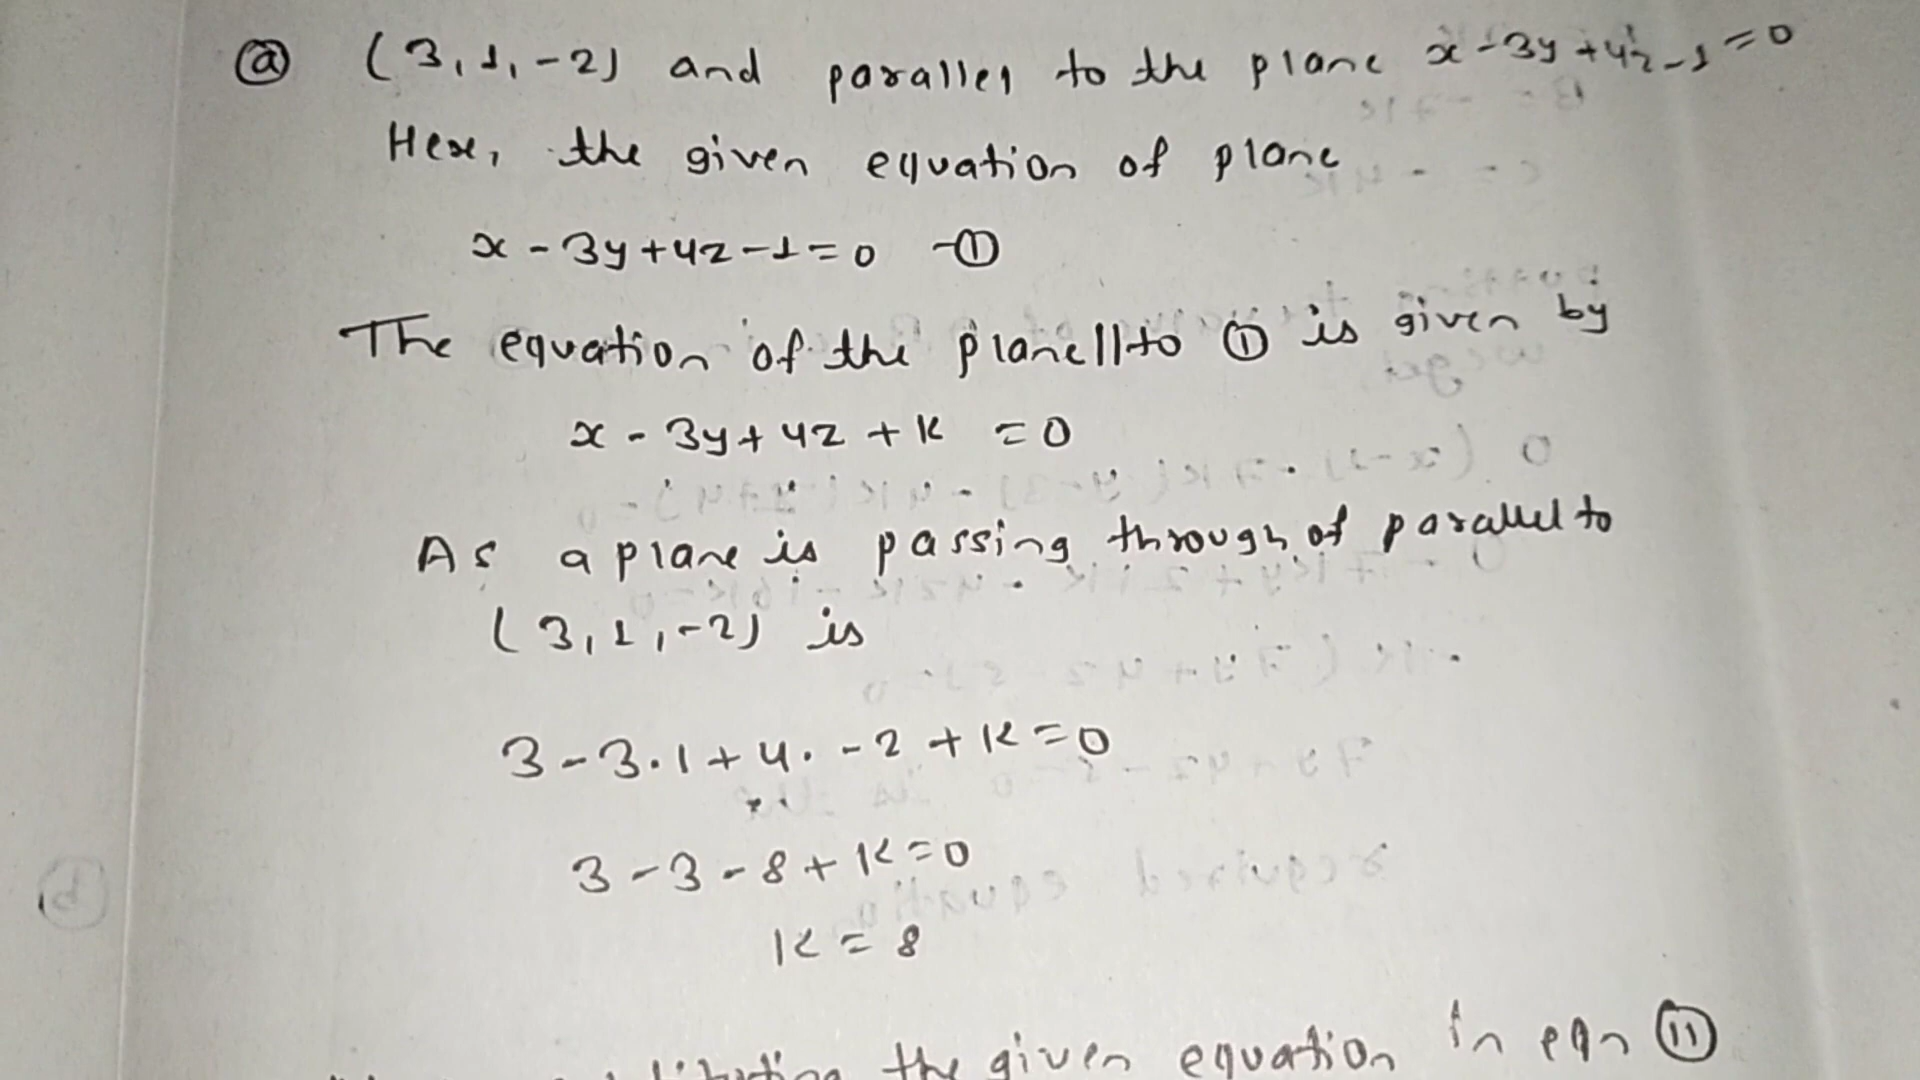 ⓐ (3,1,-2) and parallel to the plane x-3y+4z-1=0
Here, the given equation of plane
x-3y+4z-1=0 -①
The equation of the plane || to ① is given by
x-3y+4z+k=0
As a plane is passing through of parallel to
(3,1,-2) is
3-3.1+4.-2+k=0
3-3-8+k=0
k=8
the given equation in eqn ⑪